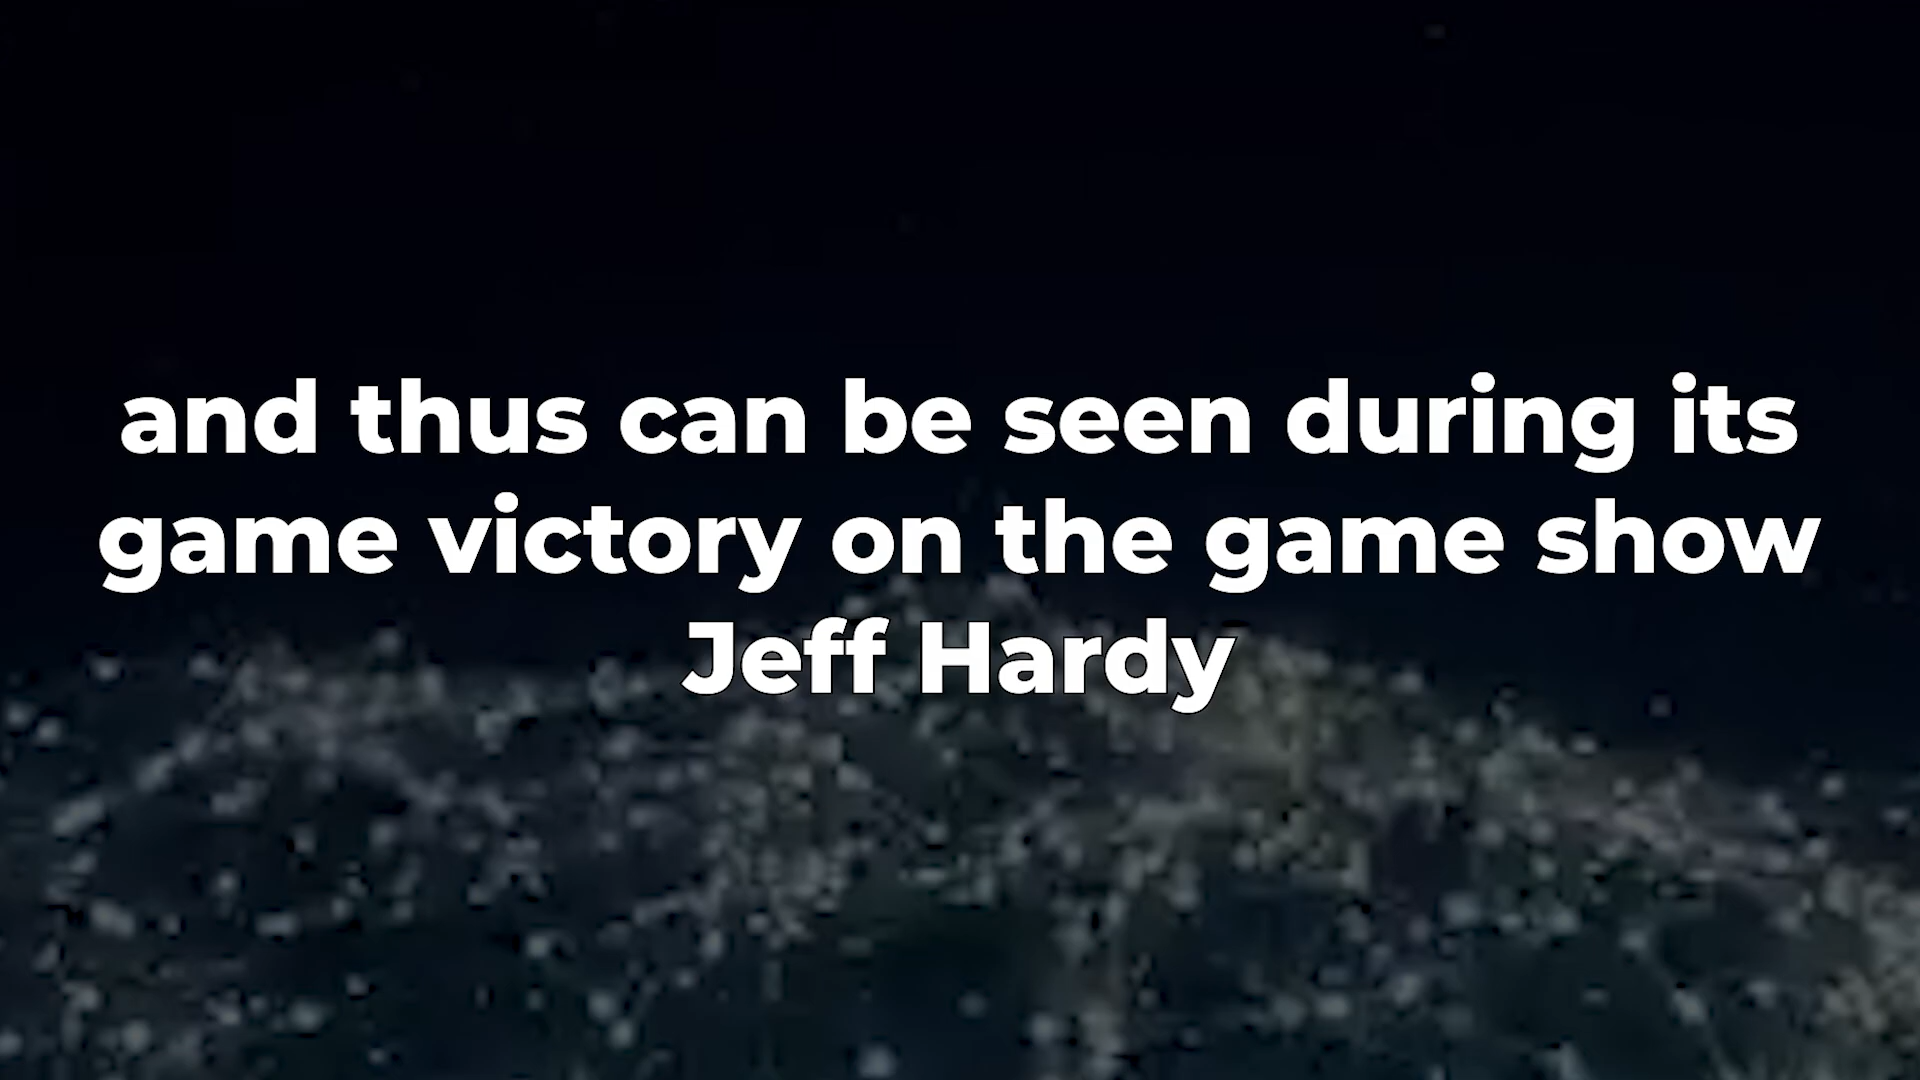 and thus can be seen during its
game victory on the game show
Jeff Hardy